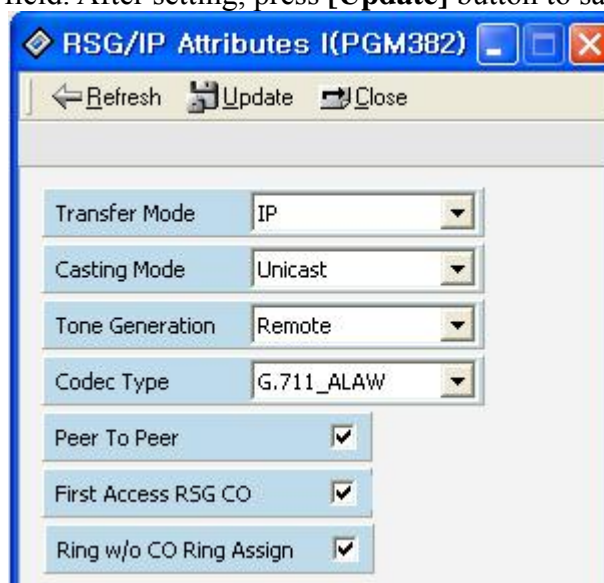 field. After setting, press [Update] button to sa
RSG/IP Attributes I(PGM382)
Refresh Update Close
Transfer Mode IP
Casting Mode Unicast
Tone Generation Remote
Codec Type G.711_ALAW
Peer To Peer
First Access RSG CO
Ring w/o CO Ring Assign